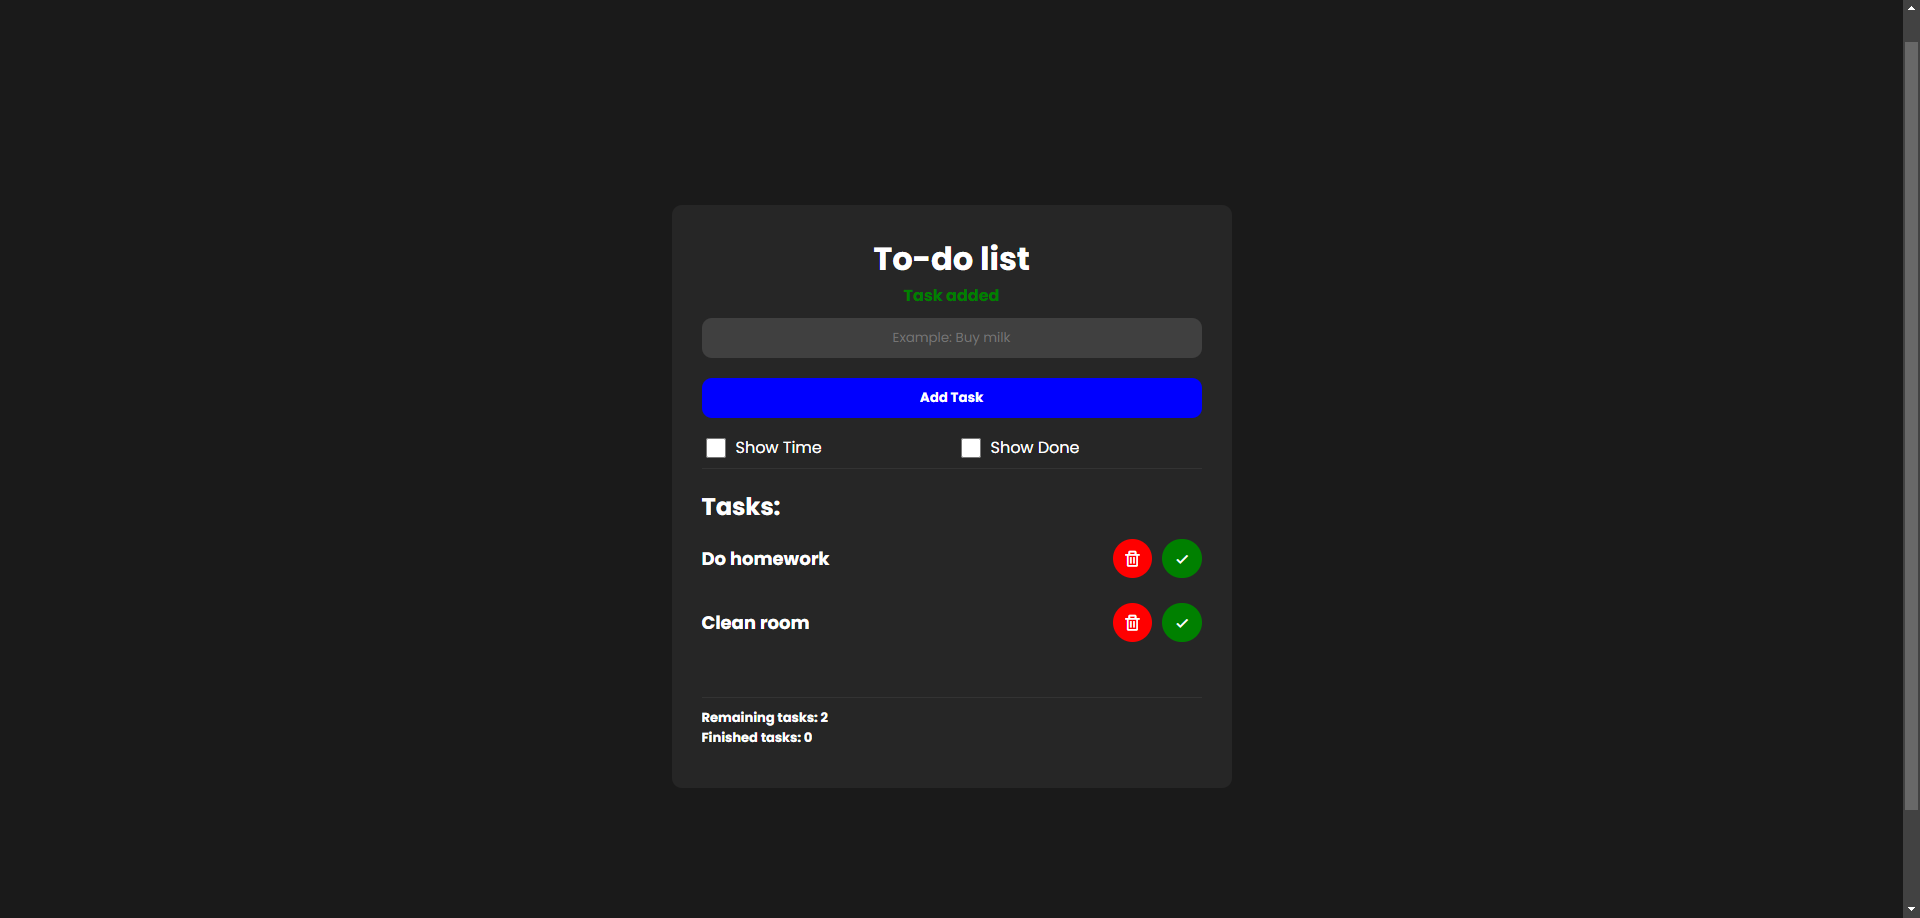 To-do list
Task added
Example: Buy milk
Add Task
Show Time Show Done
Tasks:
Do homework
Clean room
Remaining tasks: 2
Finished tasks: 0